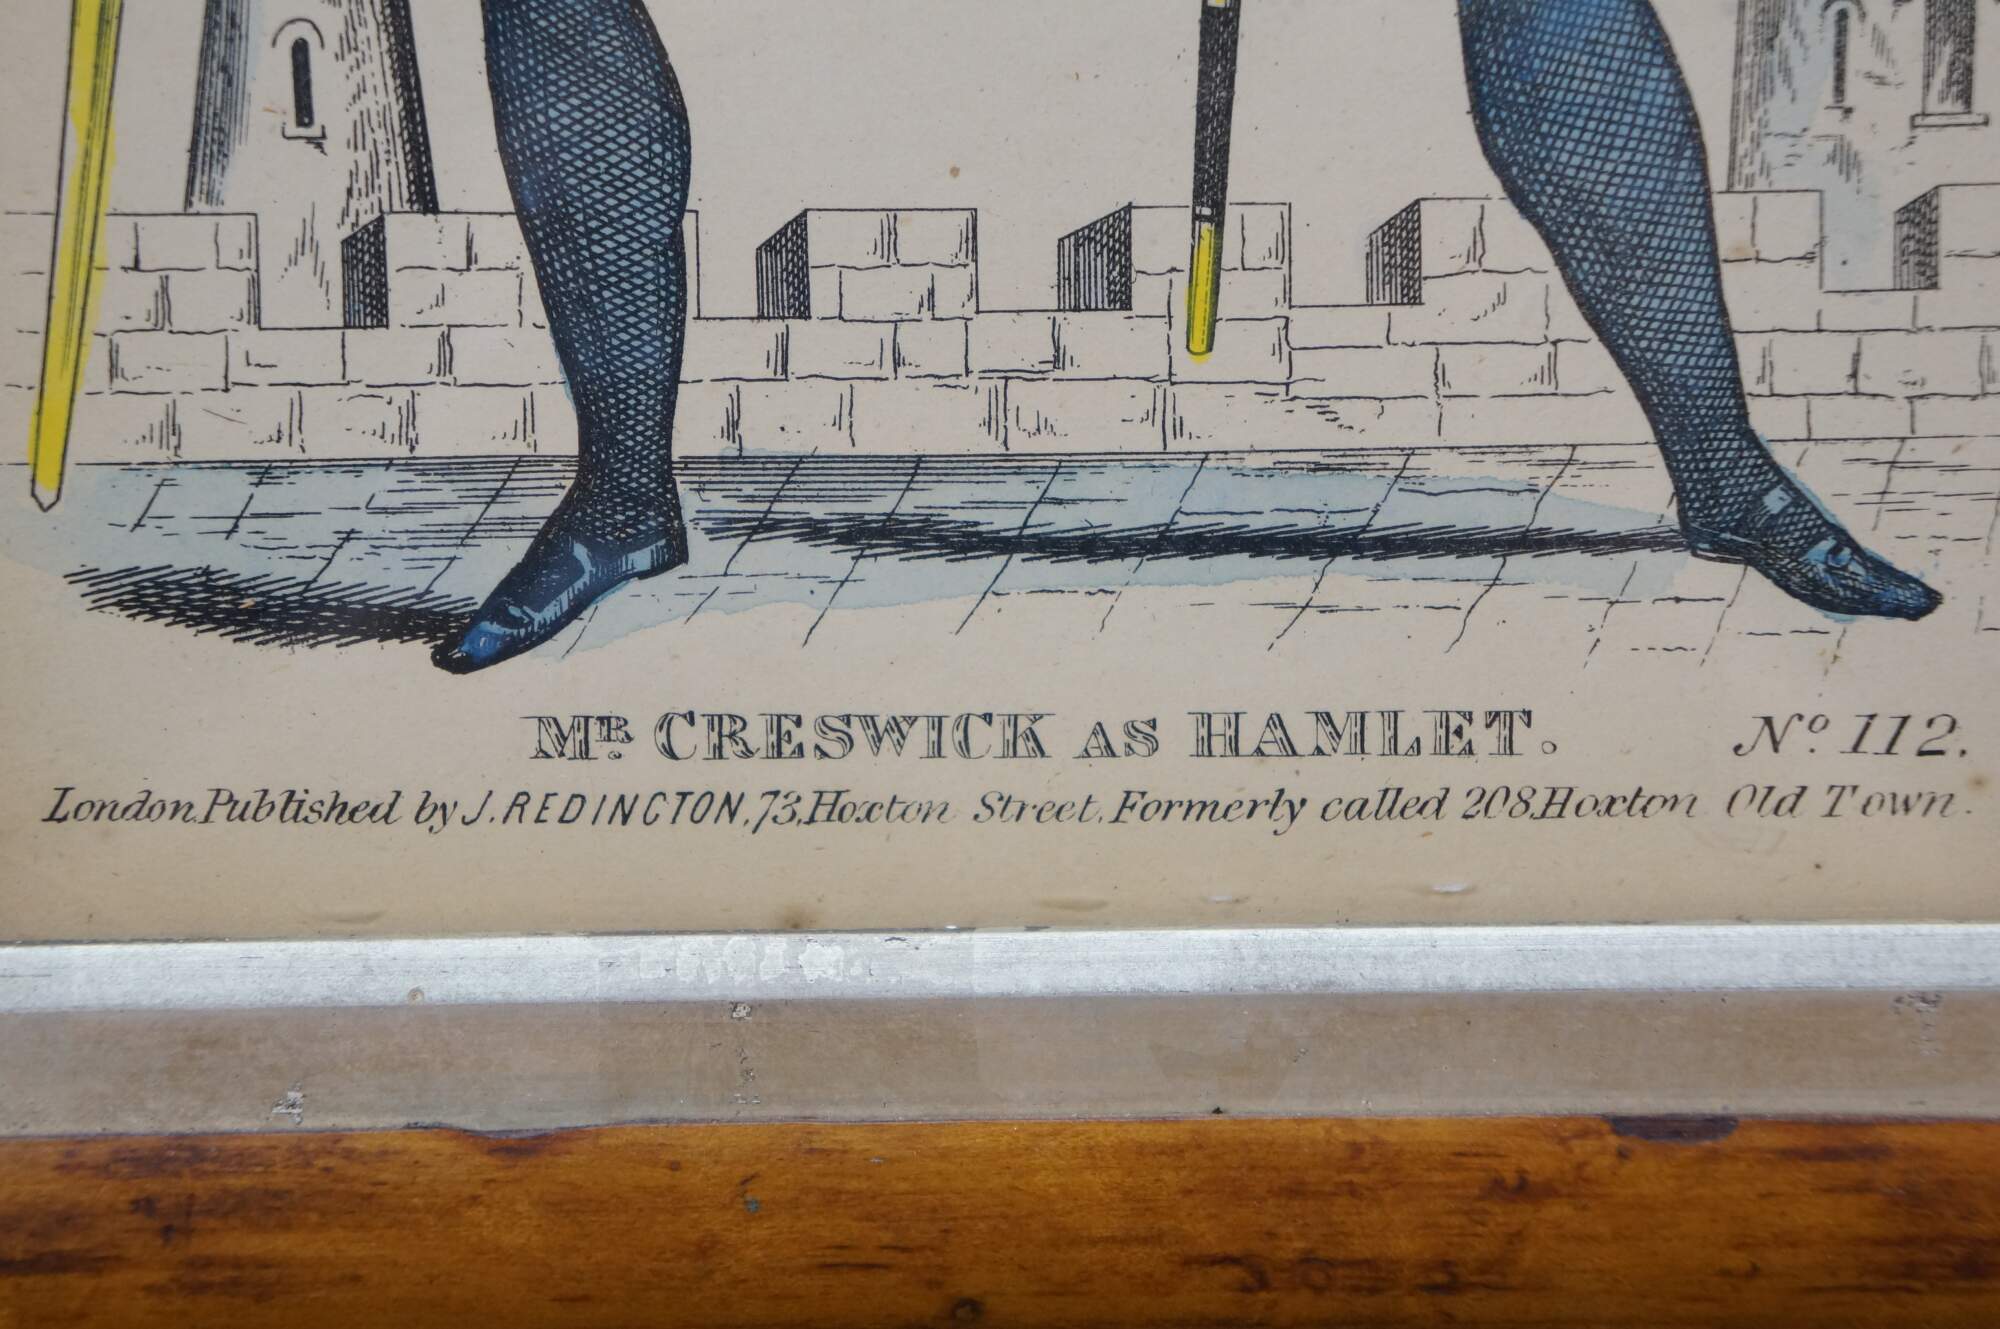 MR. CRESWICK AS HAMLET. No. 112.
London, Published by J. REDINGTON, 73, Hoxton Street, Formerly called 208, Hoxton Old Town.